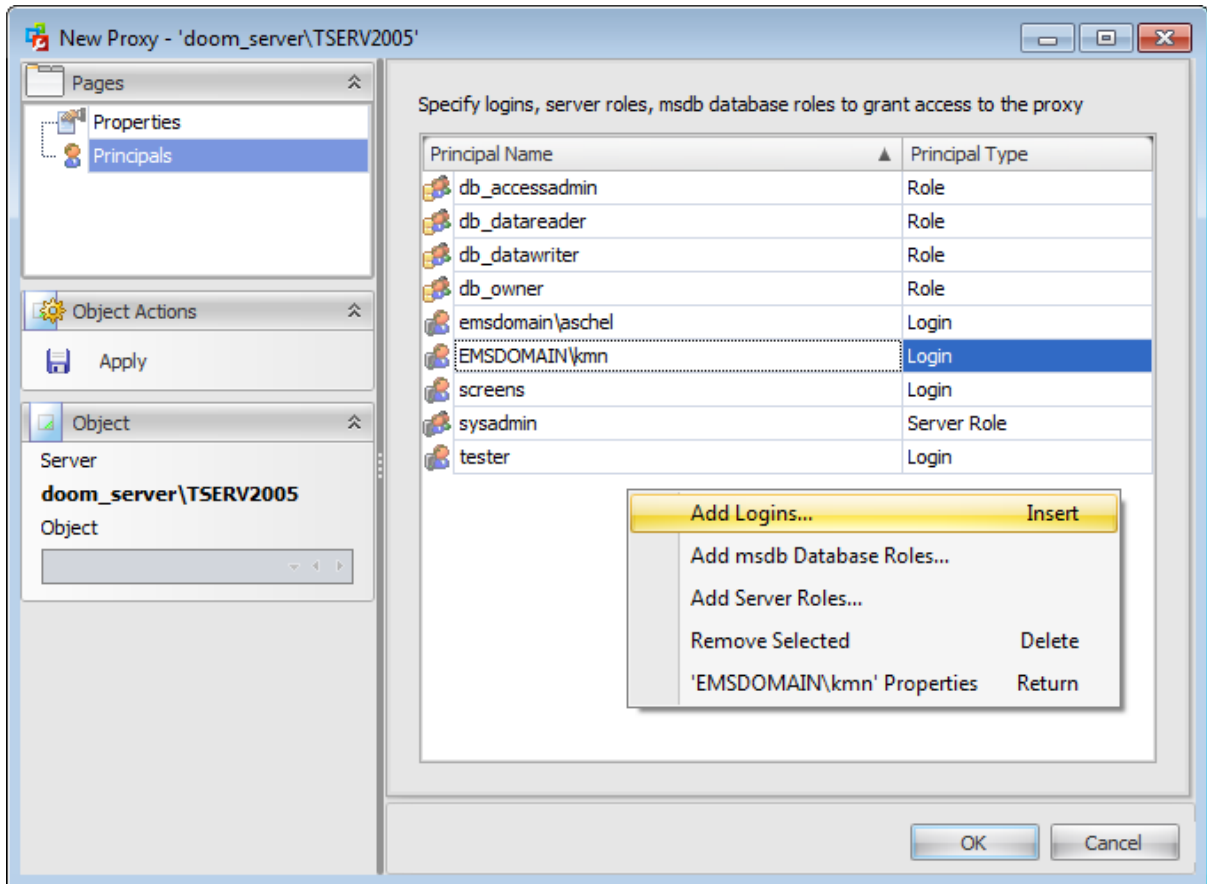 New Proxy - 'doom_server\TSERV2005'
Pages
Properties
Principals
Object Actions
Apply
Object
Server
doom_server\TSERV2005
Object
Specify logins, server roles, msdb database roles to grant access to the proxy
Principal Name Principal Type
db_accessadmin Role
db_datareader Role
db_datawriter Role
db_owner Role
emsdomain\aschel Login
EMSDOMAIN\kmn Login
screens Login
sysadmin Server Role
tester Login
Add Logins... Insert
Add msdb Database Roles...
Add Server Roles...
Remove Selected Delete
'EMSDOMAIN\kmn' Properties Return
OK Cancel